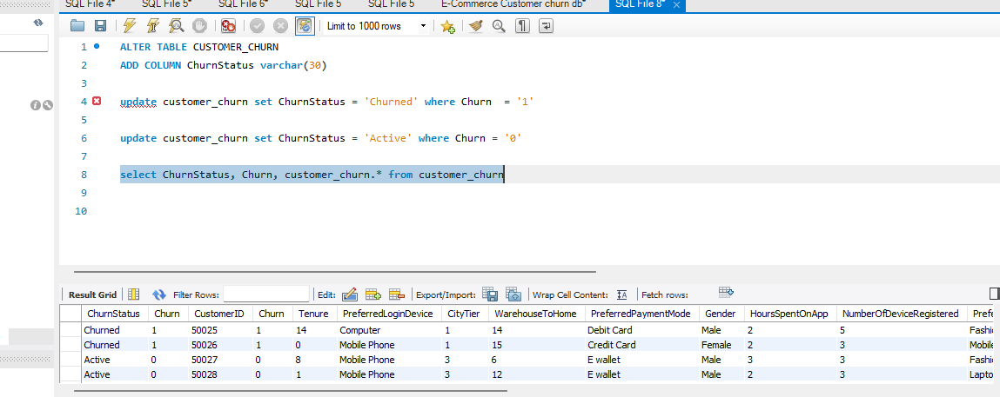 SQL File 4* SQL File 5* SQL File 6* SQL File 5 SQL File 5 E-Commerce Customer churn db* SQL File 8*
Limit to 1000 rows
1 ALTER TABLE CUSTOMER_CHURN
2 ADD COLUMN ChurnStatus varchar(30)
3
4 update customer_churn set ChurnStatus = 'Churned' where Churn = '1'
5
6 update customer_churn set ChurnStatus = 'Active' where Churn = '0'
7
8 select ChurnStatus, Churn, customer_churn.* from customer_churn
9
10
Result Grid Filter Rows: Edit: Export/Import: Wrap Cell Content: Fetch rows:
ChurnStatus Churn CustomerID Churn Tenure PreferredLoginDevice CityTier WarehouseToHome PreferredPaymentMode Gender HoursSpentOnApp NumberOfDeviceRegistered Prefe
Churned 1 50025 1 14 Computer 1 14 Debit Card Male 2 5 Fashi
Churned 1 50026 1 0 Mobile Phone 1 15 Credit Card Female 2 3 Mobile
Active 0 50027 0 8 Mobile Phone 3 6 E wallet Male 3 3 Fashi
Active 0 50028 0 1 Mobile Phone 3 12 E wallet Male 2 3 Lapto